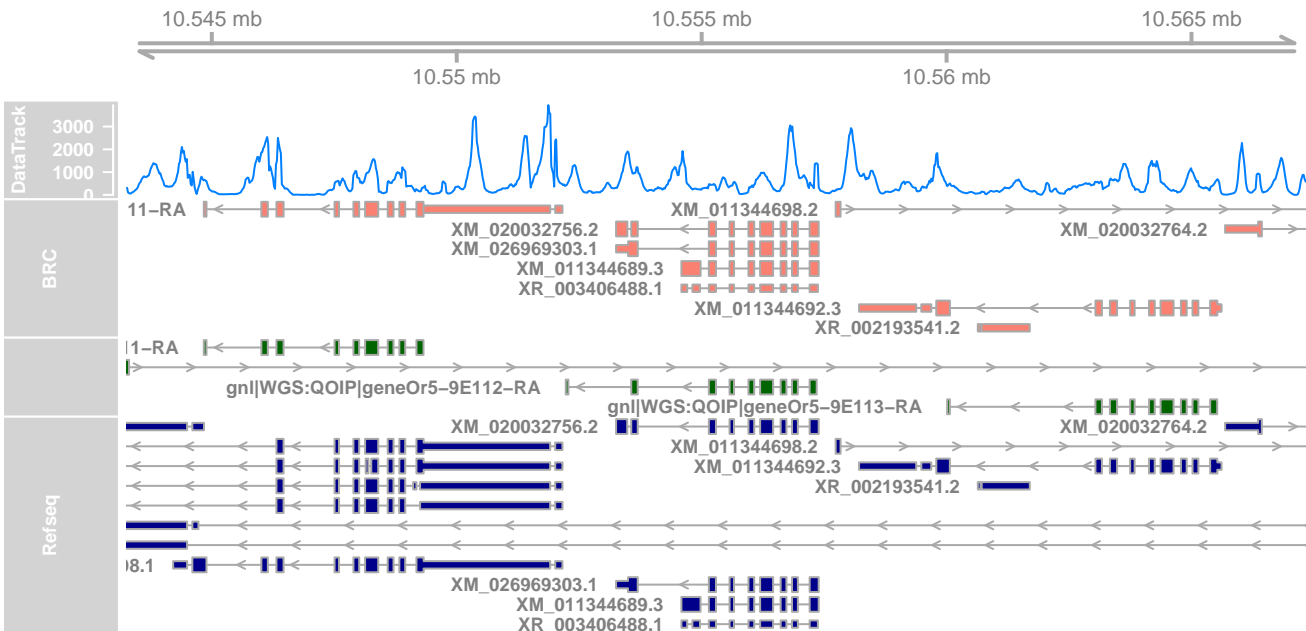 10.545 mb 10.555 mb 10.565 mb
10.55 mb 10.56 mb
DataTrack
3000
2000
1000
0
BRC
11−RA XM_011344698.2
XM_020032756.2 XM_020032764.2
XM_026969303.1
XM_011344689.3
XR_003406488.1
XM_011344692.3
XR_002193541.2
11−RA
gnl|WGS:QOIP|geneOr5−9E112−RA
gnl|WGS:QOIP|geneOr5−9E113−RA
Refseq
XM_020032756.2 XM_020032764.2
XM_011344698.2
XM_011344692.3
XR_002193541.2
08.1
XM_026969303.1
XM_011344689.3
XR_003406488.1